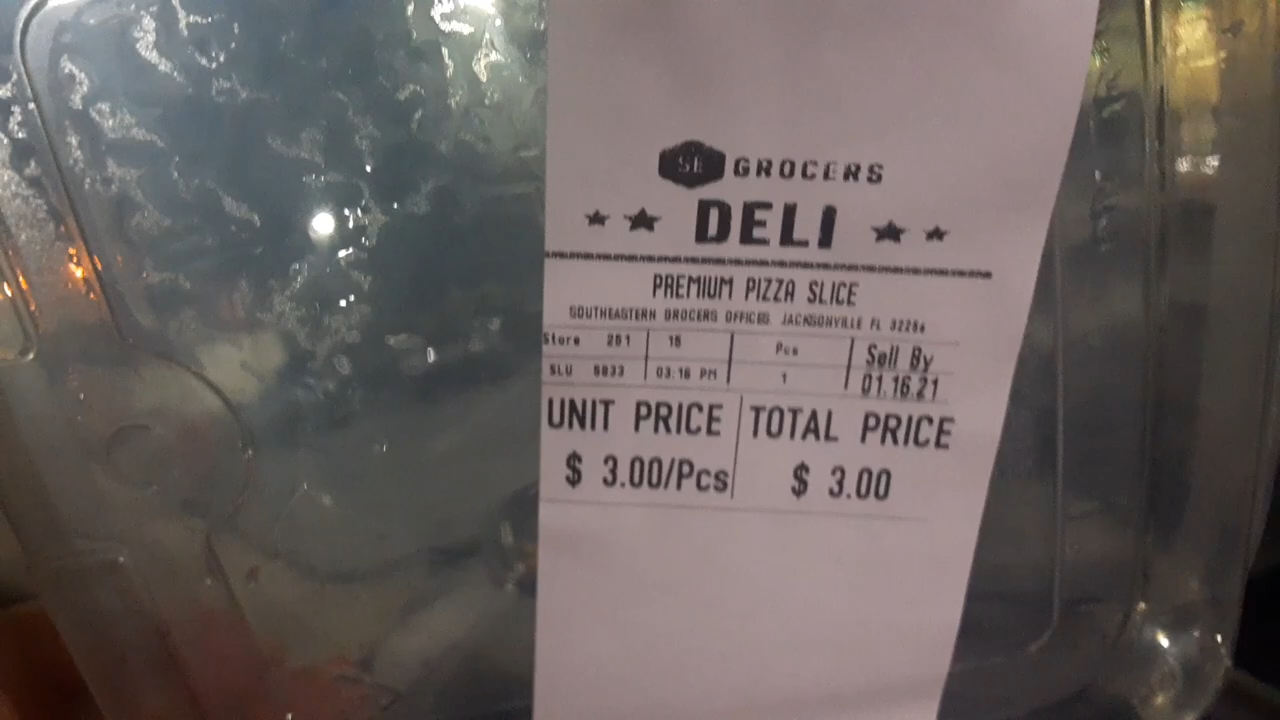 SE GROCERS
DELI
PREMIUM PIZZA SLICE
SOUTHEASTERN GROCERS OFFICES JACKSONVILLE FL 32256
Store 251 15 Pcs Sell By
SLU 5833 03:16 PM 1 01.16.21
UNIT PRICE TOTAL PRICE
$ 3.00/Pcs $ 3.00